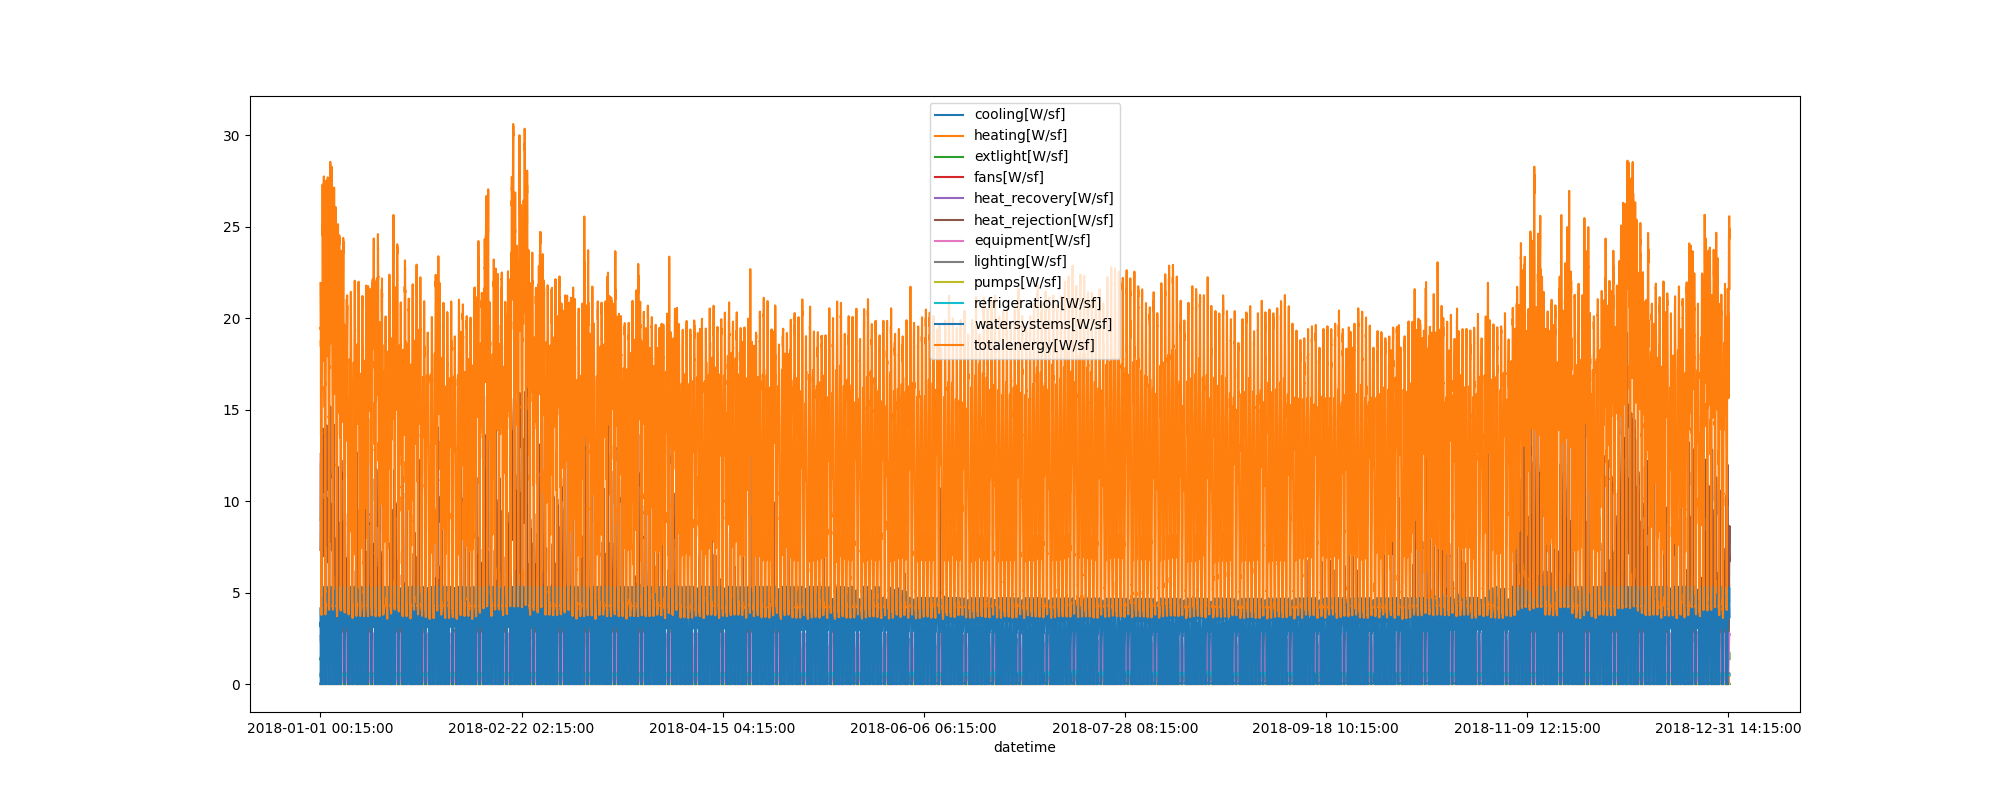 30
25
20
15
10
5
0
cooling[W/sf]
heating[W/sf]
extlight[W/sf]
fans[W/sf]
heat_recovery[W/sf]
heat_rejection[W/sf]
equipment[W/sf]
lighting[W/sf]
pumps[W/sf]
refrigeration[W/sf]
watersystems[W/sf]
totalenergy[W/sf]
2018-01-01 00:15:00 2018-02-22 02:15:00 2018-04-15 04:15:00 2018-06-06 06:15:00 2018-07-28 08:15:00 2018-09-18 10:15:00 2018-11-09 12:15:00 2018-12-31 14:15:00
datetime